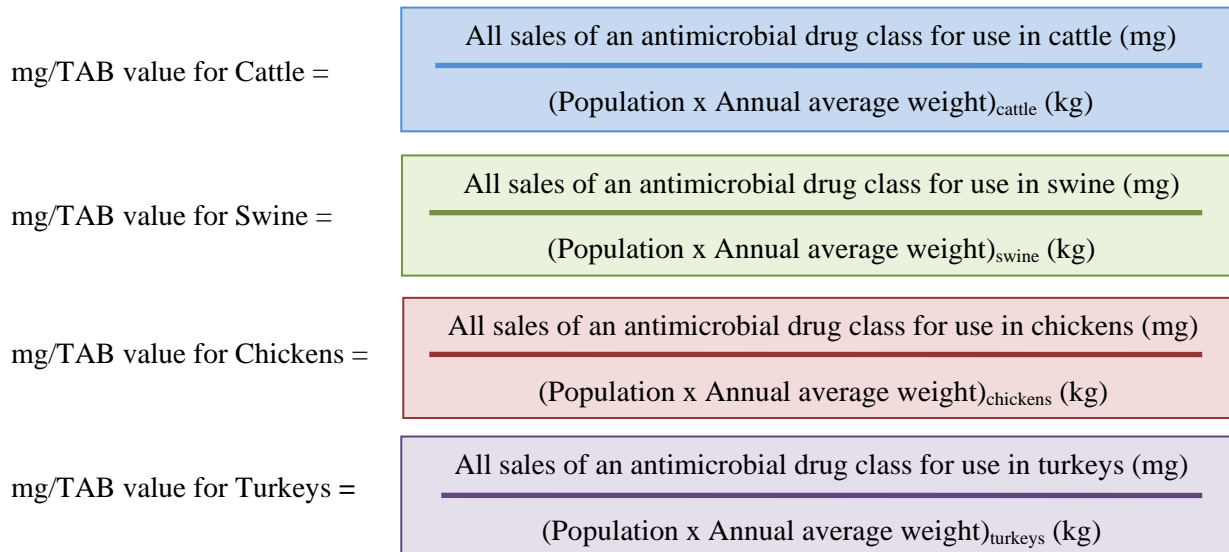 All sales of an antimicrobial drug class for use in cattle (mg)
mg/TAB value for Cattle =
(Population x Annual average weight)cattle (kg)
All sales of an antimicrobial drug class for use in swine (mg)
mg/TAB value for Swine =
(Population x Annual average weight)swine (kg)
All sales of an antimicrobial drug class for use in chickens (mg)
mg/TAB value for Chickens =
(Population x Annual average weight)chickens (kg)
All sales of an antimicrobial drug class for use in turkeys (mg)
mg/TAB value for Turkeys =
(Population x Annual average weight)turkeys (kg)